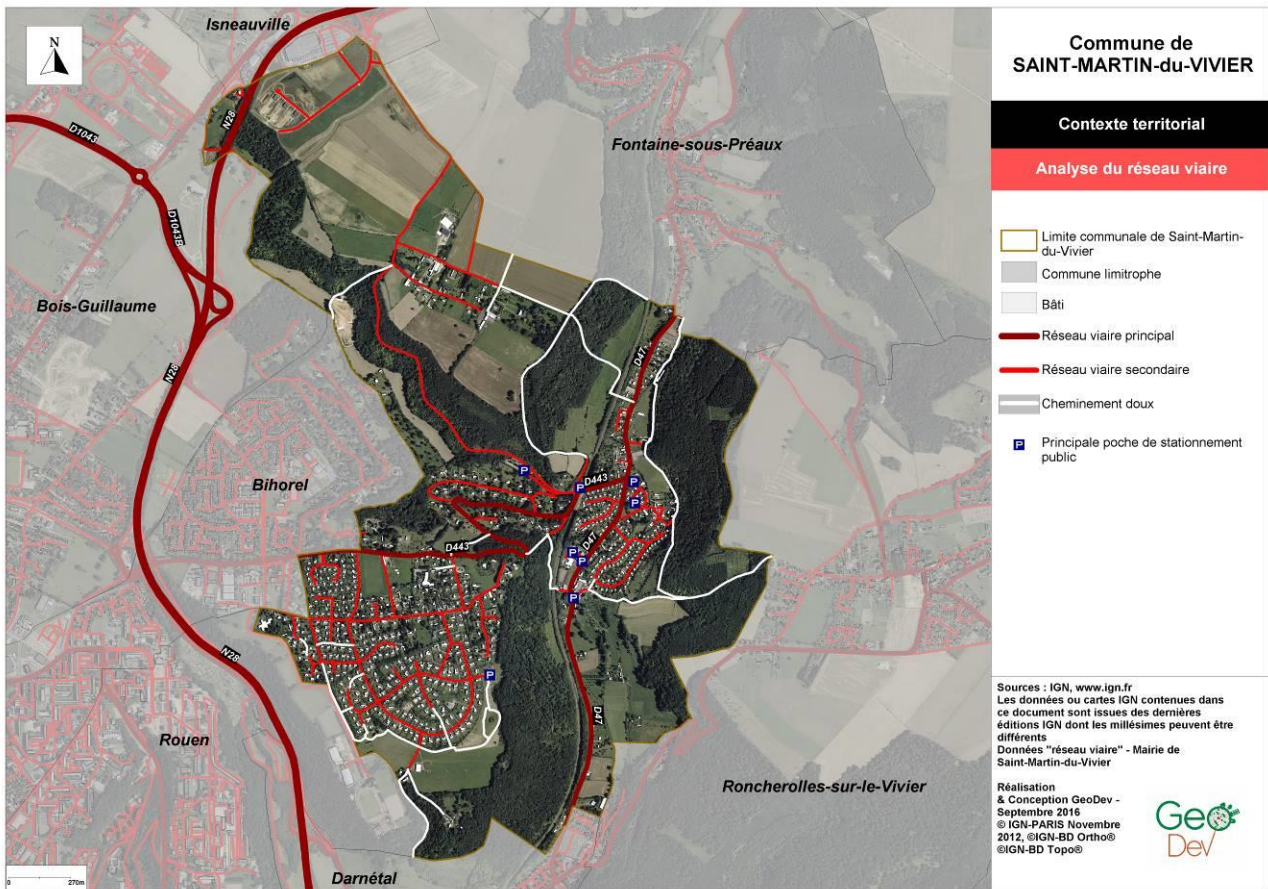 Isneauville
N
N28
D1043
Fontaine-sous-Préaux
D1043B
Bois-Guillaume
D47
N28
P
Bihorel
P
D443
P
P
D443
D47
P
P
P
P
N28
D47
Rouen
Roncherolles-sur-le-Vivier
Darnétal
0 270m
Commune de
SAINT-MARTIN-du-VIVIER
Contexte territorial
Analyse du réseau viaire
Limite communale de Saint-Martin-
du-Vivier
Commune limitrophe
Bâti
Réseau viaire principal
Réseau viaire secondaire
Cheminement doux
P
Principale poche de stationnement
public
Sources : IGN, www.ign.fr
Les données ou cartes IGN contenues dans
ce document sont issues des dernières
éditions IGN dont les millésimes peuvent être
différents
Données "réseau viaire" - Mairie de
Saint-Martin-du-Vivier
Réalisation
& Conception GeoDev -
Septembre 2016
© IGN-PARIS Novembre
2012, ©IGN-BD Ortho®
©IGN-BD Topo®
Geo
Dev